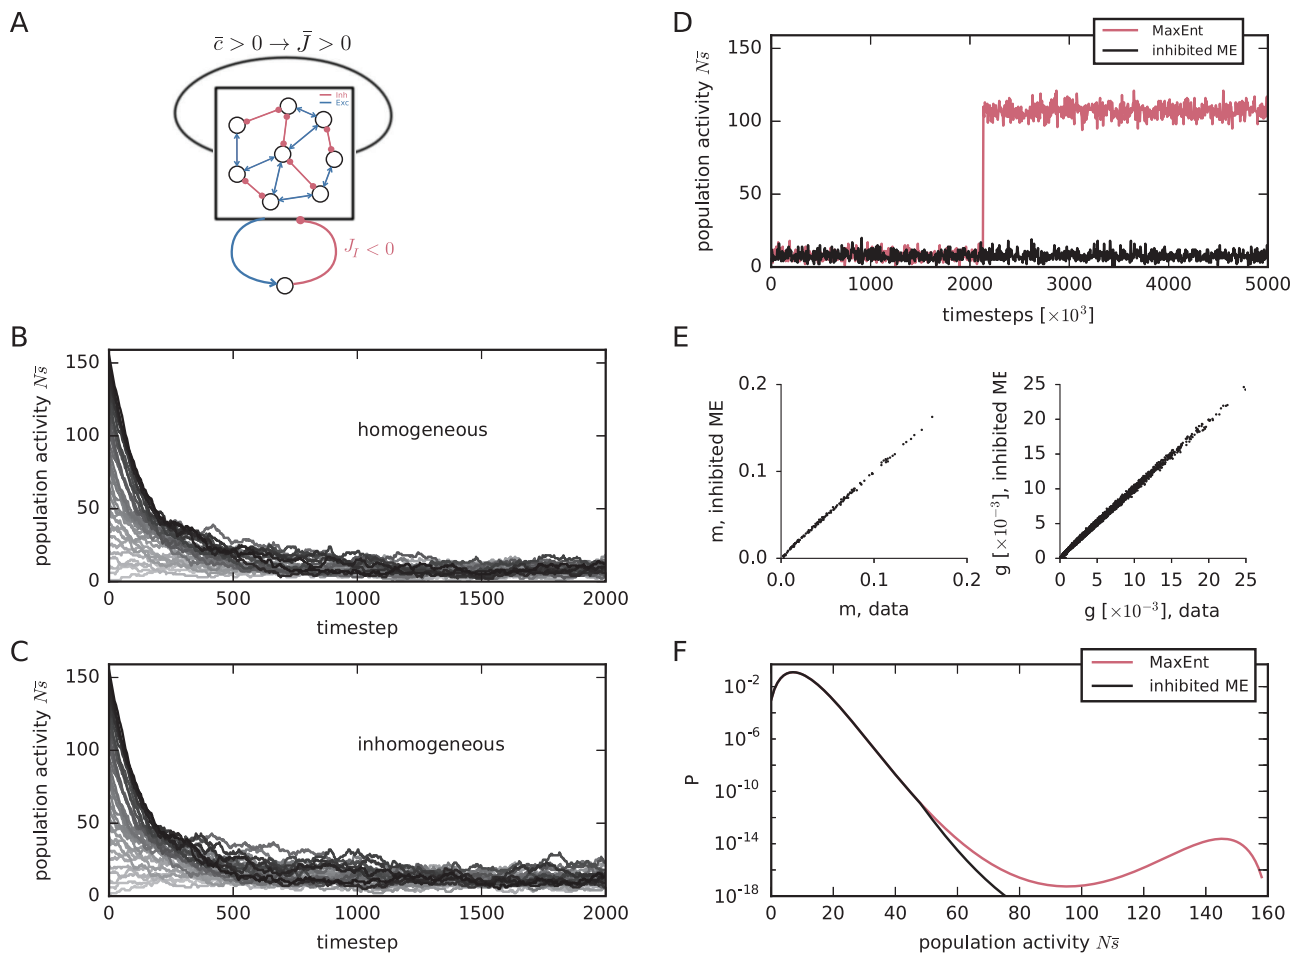 A
c̄ > 0 → J̄ > 0
Inh
Exc
J_I < 0
B
population activity Ns̄
150
100
50
0
homogeneous
0 500 1000 1500 2000
timestep
C
population activity Ns̄
150
100
50
0
inhomogeneous
0 500 1000 1500 2000
timestep
D
MaxEnt
inhibited ME
population activity Ns̄
150
100
50
0
0 1000 2000 3000 4000 5000
timesteps [×10³]
E
m, inhibited ME
0.2
0.1
0.0
0.0 0.1 0.2
m, data
g [×10⁻³], inhibited ME
25
20
15
10
5
0
0 5 10 15 20 25
g [×10⁻³], data
F
MaxEnt
inhibited ME
P
10⁻²
10⁻⁶
10⁻¹⁰
10⁻¹⁴
10⁻¹⁸
0 20 40 60 80 100 120 140 160
population activity Ns̄